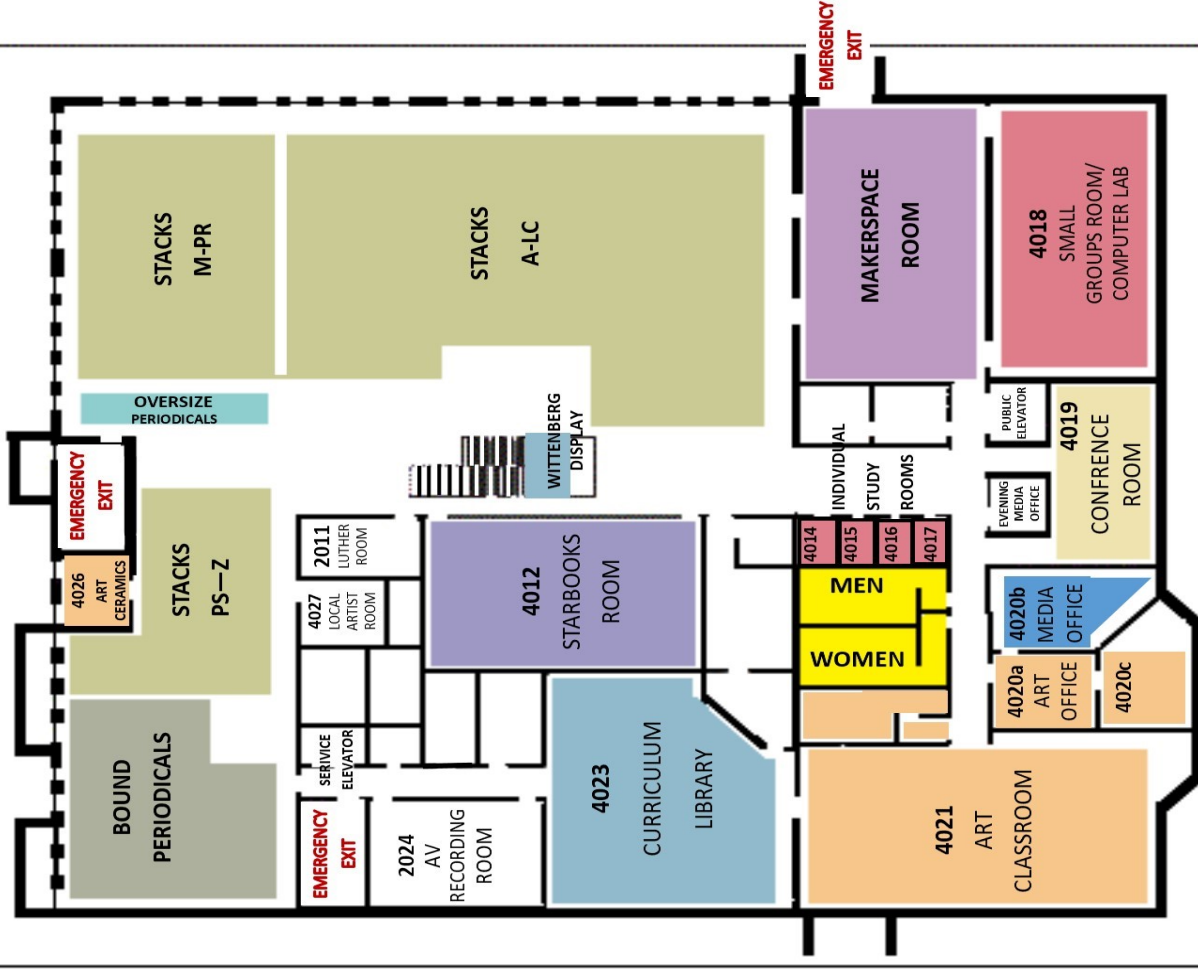 EMERGENCY
EXIT
STACKS
M-PR
STACKS
A-LC
MAKERSPACE
ROOM
4018
SMALL
GROUPS ROOM/
COMPUTER LAB
OVERSIZE
PERIODICALS
WITTENBERG
DISPLAY
PUBLIC
ELEVATOR
4019
CONFRENCE
ROOM
INDIVIDUAL
STUDY
ROOMS
EVENING
MEDIA
OFFICE
EMERGENCY
EXIT
4026
ART
CERAMICS
STACKS
PS—Z
2011
LUTHER
ROOM
4027
LOCAL
ARTIST
ROOM
4012
STARBOOKS
ROOM
4014
4015
4016
4017
MEN
WOMEN
4020b
MEDIA
OFFICE
4020a
ART
OFFICE
4020c
BOUND
PERIODICALS
SERIVICE
ELEVATOR
EMERGENCY
EXIT
2024
AV
RECORDING
ROOM
4023
CURRICULUM
LIBRARY
4021
ART
CLASSROOM